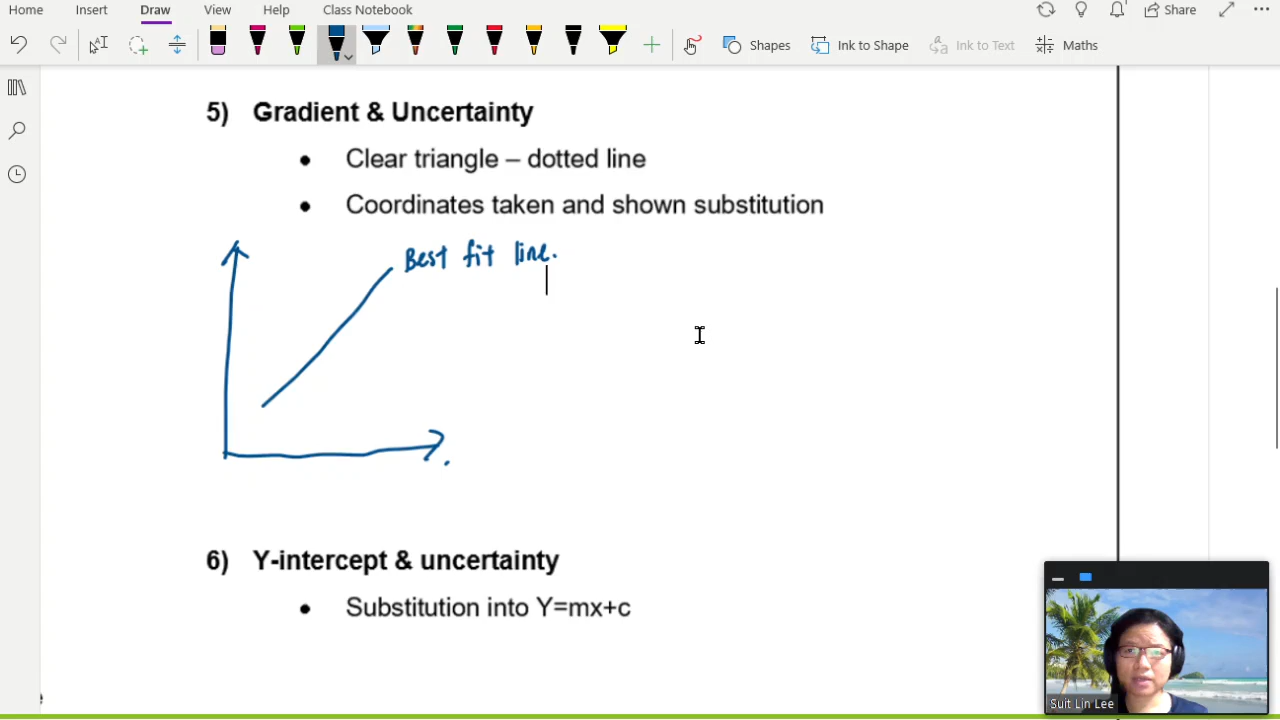 Home Insert Draw View Help Class Notebook Share
Shapes Ink to Shape Ink to Text Maths
5) Gradient & Uncertainty
• Clear triangle – dotted line
• Coordinates taken and shown substitution
Best fit line.
6) Y-intercept & uncertainty
• Substitution into Y=mx+c
Suit Lin Lee